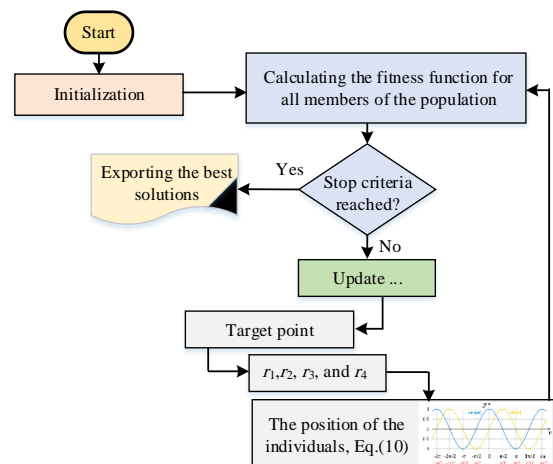 Start
Initialization
Calculating the fitness function for
all members of the population
Yes
Exporting the best
solutions
Stop criteria
reached?
No
Update ...
Target point
r1,r2, r3, and r4
The position of the
individuals, Eq.(10)